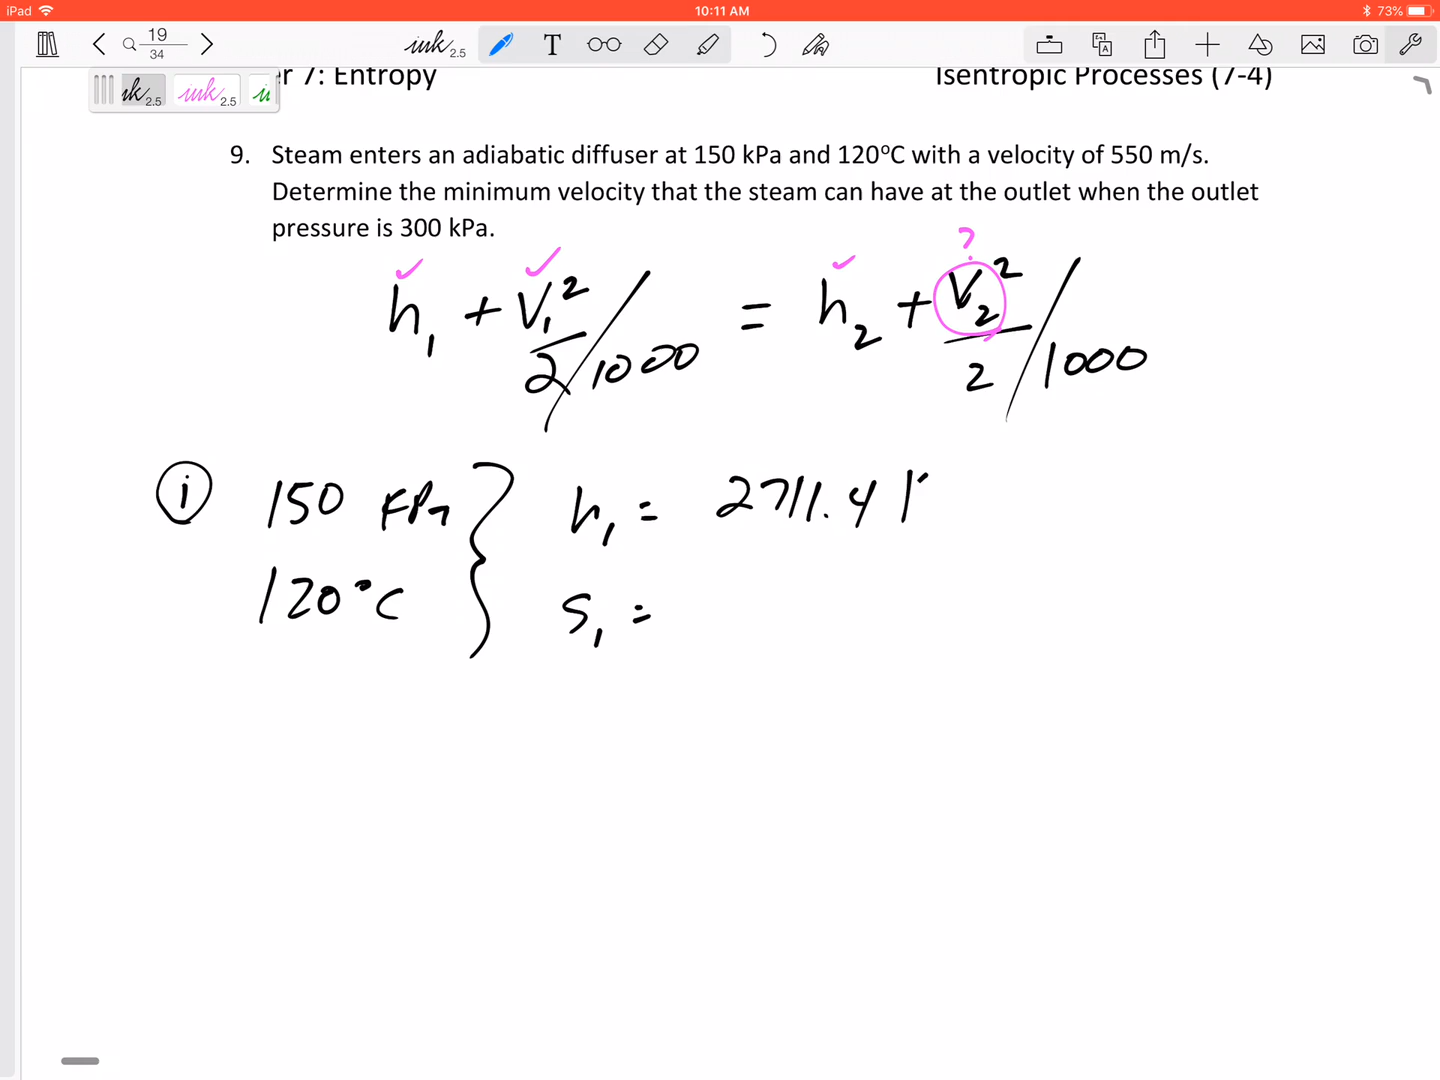 iPad 10:11 AM 73%
19
34
ink 2.5 T
ink 2.5 ink 2.5
r 7: Entropy Isentropic Processes (7-4)
9. Steam enters an adiabatic diffuser at 150 kPa and 120°C with a velocity of 550 m/s.
Determine the minimum velocity that the steam can have at the outlet when the outlet
pressure is 300 kPa.
?
h₁ + V₁²/2/1000 = h₂ + V₂²/2/1000
1 150 kPa } h₁ = 2711.4
120°C s₁ =